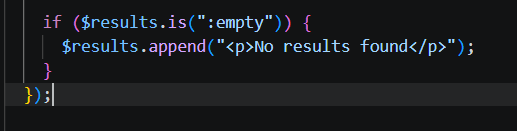 if ($results.is(":empty")) {
$results.append("<p>No results found</p>");
}
});